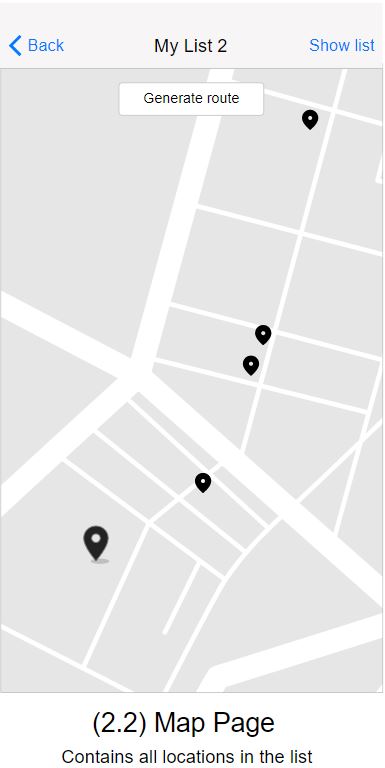 Back
My List 2
Show list
Generate route
(2.2) Map Page
Contains all locations in the list